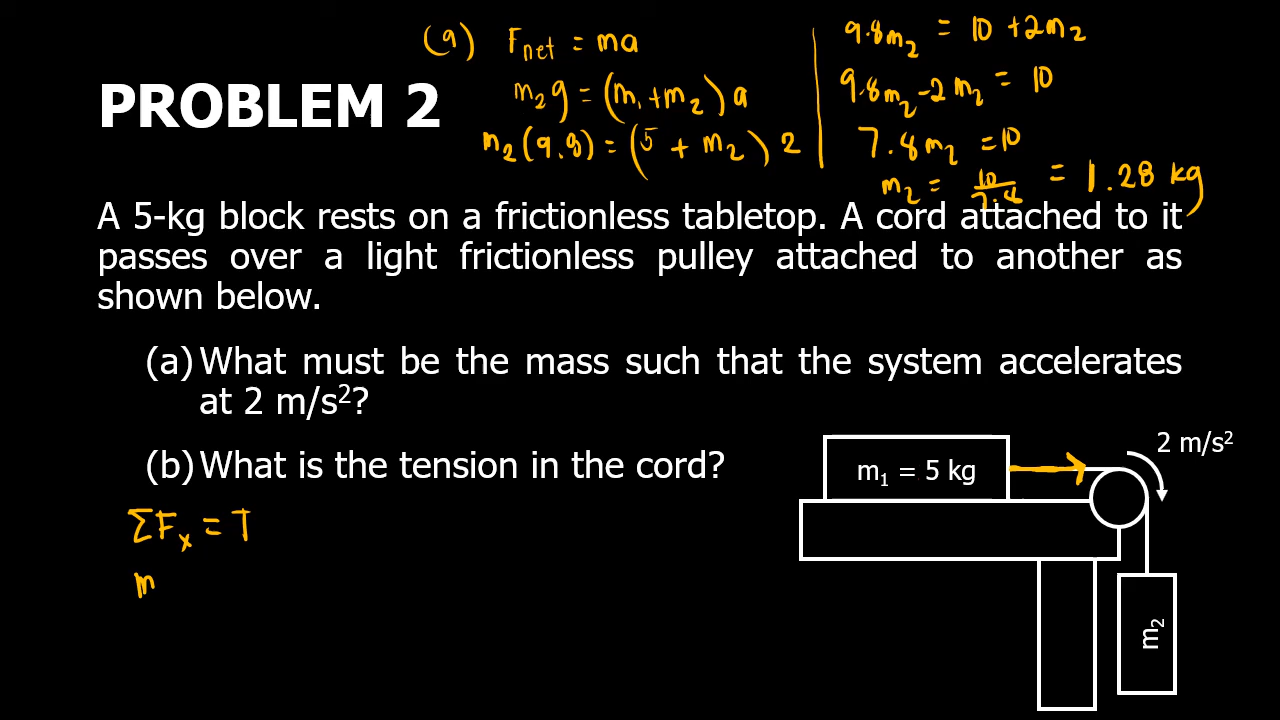 (a) Fnet = ma
m₂g = (m₁+m₂)a
m₂(9.8) = (5 + m₂) 2
9.8m₂ = 10 + 2m₂
9.8m₂ - 2m₂ = 10
7.8m₂ = 10
m₂ = 10/7.8 = 1.28 kg
PROBLEM 2
A 5-kg block rests on a frictionless tabletop. A cord attached to it
passes over a light frictionless pulley attached to another as
shown below.
(a) What must be the mass such that the system accelerates
at 2 m/s²?
(b) What is the tension in the cord?
ΣFₓ = T
m
2 m/s²
m₁ = 5 kg
m₂